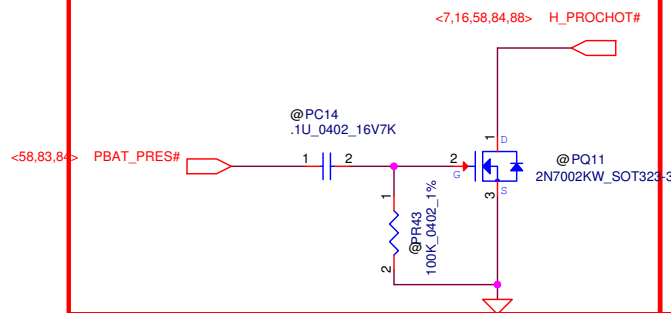 <7,16,58,84,88> H_PROCHOT#
@PC14
.1U_0402_16V7K
<58,83,84> PBAT_PRES#
1 2
2
G
1
D
S
3
@PQ11
2N7002KW_SOT323-3
1
2
@PR43
100K_0402_1%